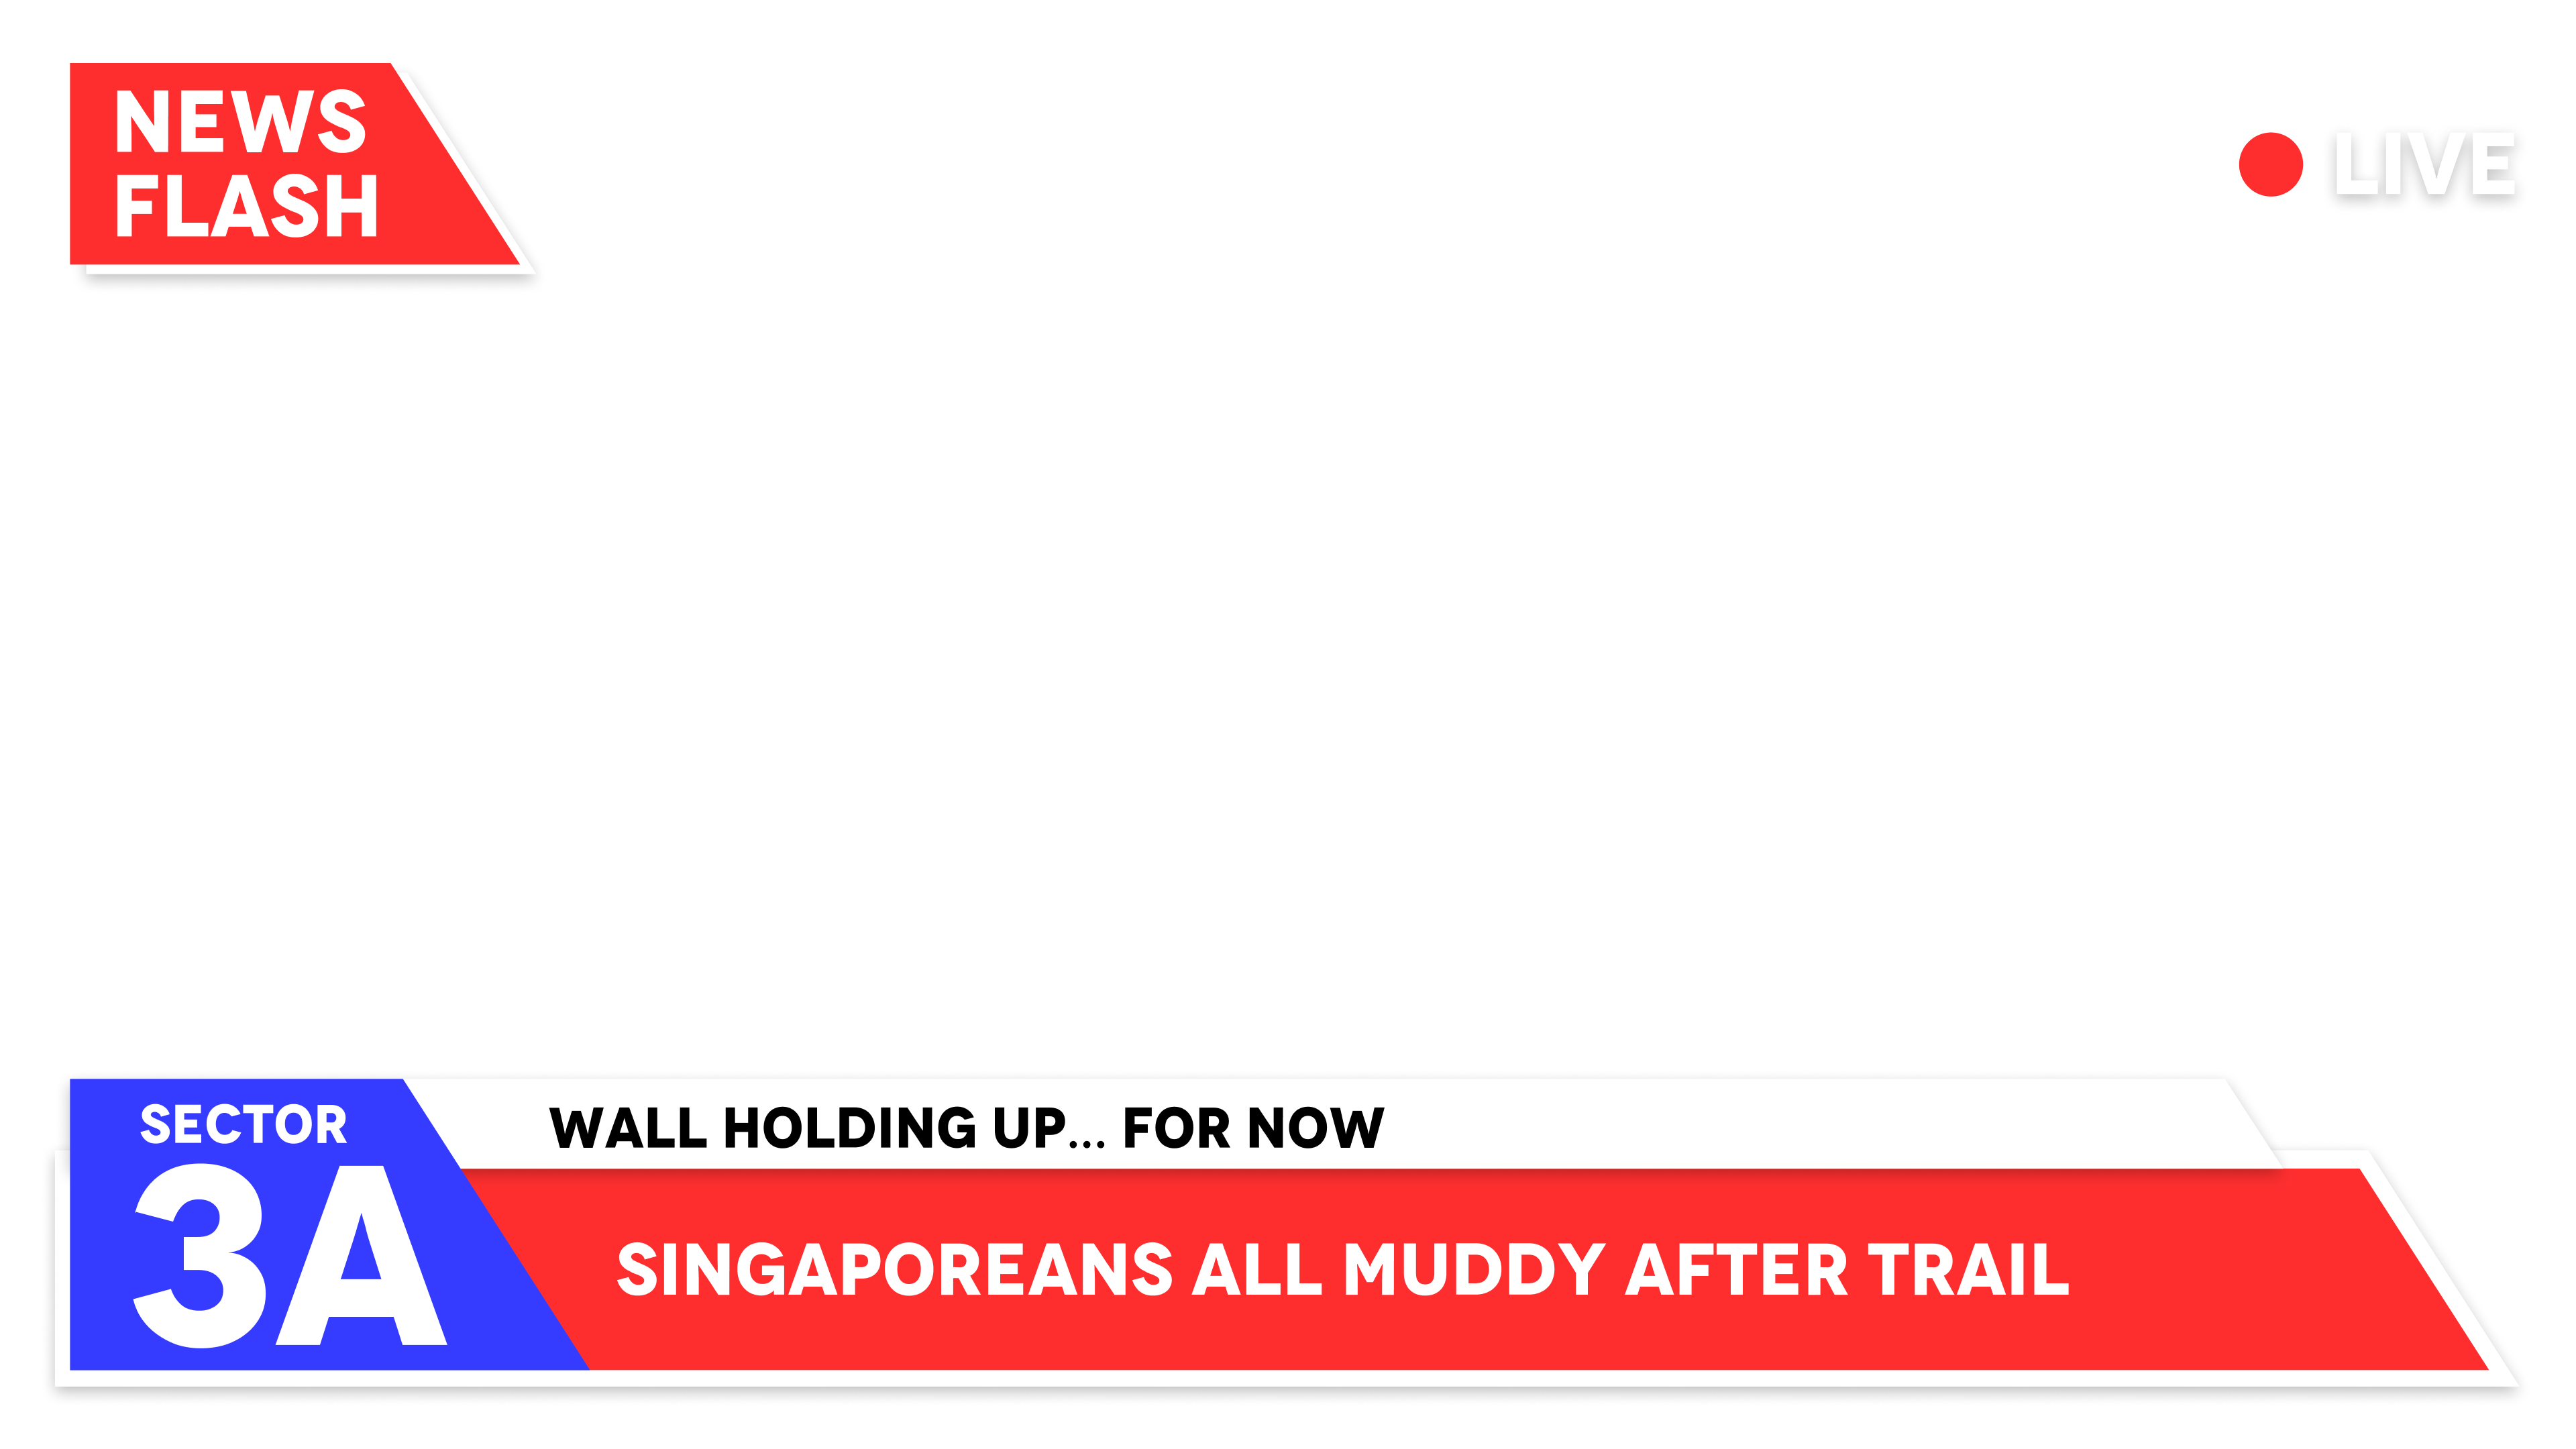 NEWS
FLASH
LIVE
SECTOR
3A
WALL HOLDING UP... FOR NOW
SINGAPOREANS ALL MUDDY AFTER TRAIL